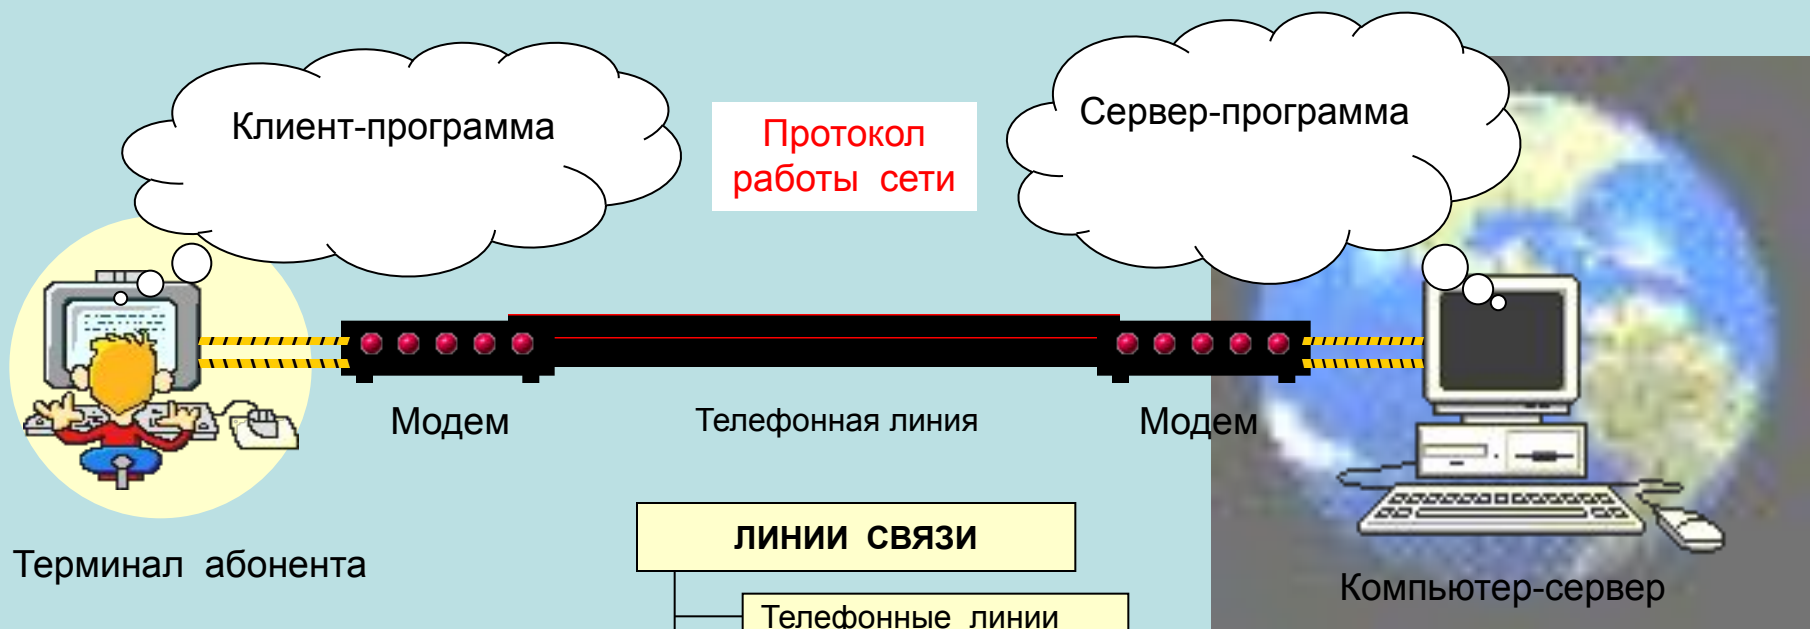 Клиент-программа
Протокол
работы сети
Сервер-программа
Модем
Телефонная линия
Модем
Терминал абонента
ЛИНИИ СВЯЗИ
Телефонные линии
Компьютер-сервер